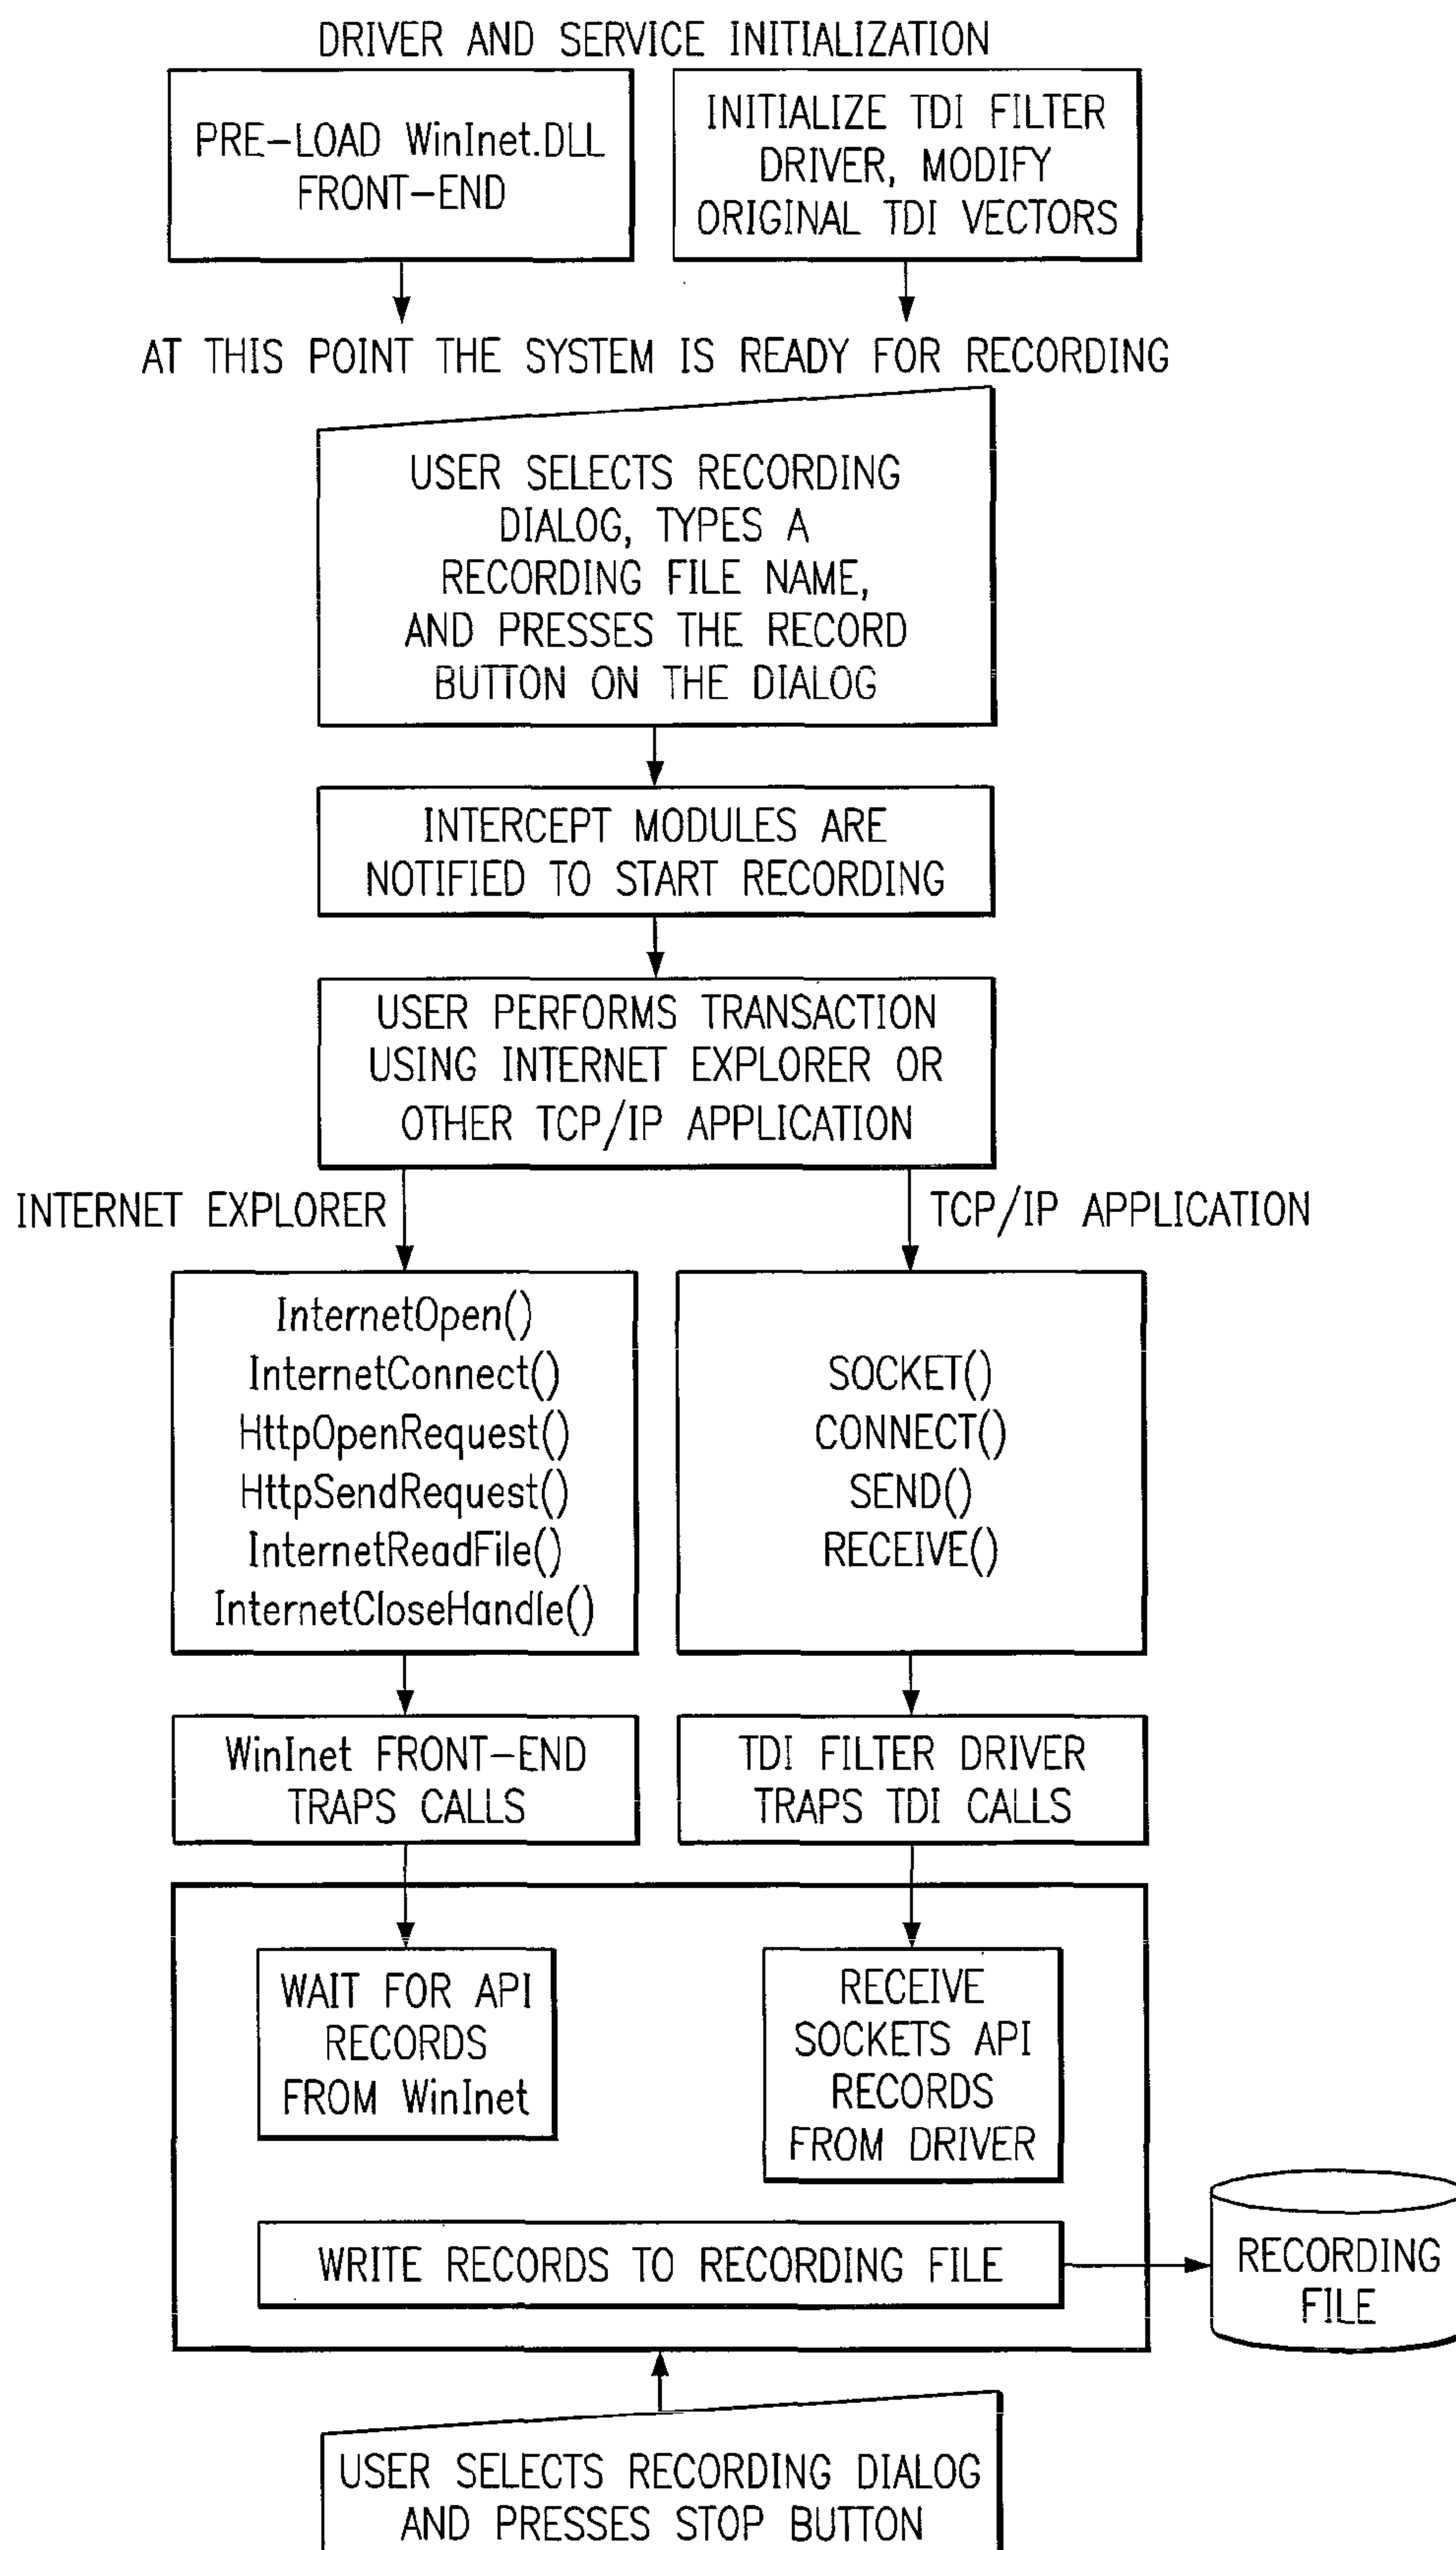 DRIVER AND SERVICE INITIALIZATION
PRE-LOAD WinInet.DLL
FRONT-END
INITIALIZE TDI FILTER
DRIVER, MODIFY
ORIGINAL TDI VECTORS
AT THIS POINT THE SYSTEM IS READY FOR RECORDING
USER SELECTS RECORDING
DIALOG, TYPES A
RECORDING FILE NAME,
AND PRESSES THE RECORD
BUTTON ON THE DIALOG
INTERCEPT MODULES ARE
NOTIFIED TO START RECORDING
USER PERFORMS TRANSACTION
USING INTERNET EXPLORER OR
OTHER TCP/IP APPLICATION
INTERNET EXPLORER
TCP/IP APPLICATION
InternetOpen()
InternetConnect()
HttpOpenRequest()
HttpSendRequest()
InternetReadFile()
InternetCloseHandle()
SOCKET()
CONNECT()
SEND()
RECEIVE()
WinInet FRONT-END
TRAPS CALLS
TDI FILTER DRIVER
TRAPS TDI CALLS
WAIT FOR API
RECORDS
FROM WinInet
RECEIVE
SOCKETS API
RECORDS
FROM DRIVER
WRITE RECORDS TO RECORDING FILE
RECORDING
FILE
USER SELECTS RECORDING DIALOG
AND PRESSES STOP BUTTON